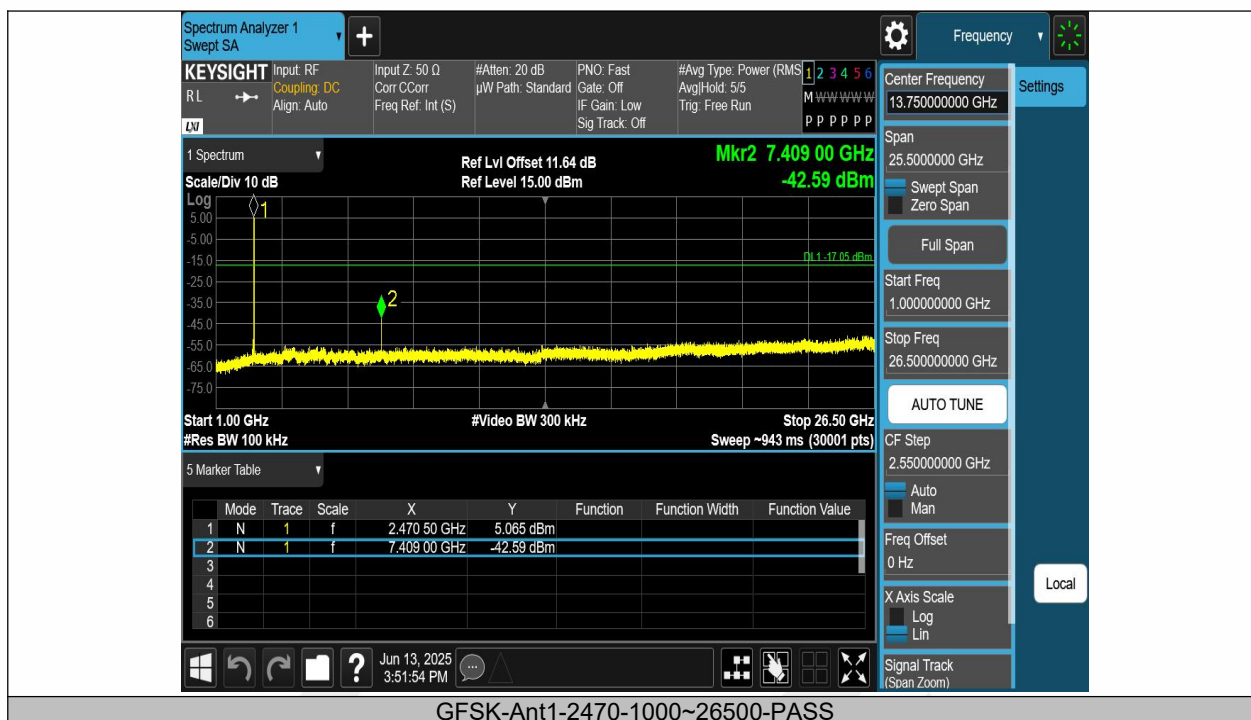 Spectrum Analyzer 1
Swept SA
+
Frequency
KEYSIGHT
RL
LXI
Input: RF
Coupling: DC
Align: Auto
Input Z: 50 Ω
Corr CCorr
Freq Ref: Int (S)
#Atten: 20 dB
µW Path: Standard
PNO: Fast
Gate: Off
IF Gain: Low
Sig Track: Off
#Avg Type: Power (RMS
Avg|Hold: 5/5
Trig: Free Run
1 2 3 4 5 6
M W W W W W
P P P P P P
1 Spectrum
Scale/Div 10 dB
Ref Lvl Offset 11.64 dB
Ref Level 15.00 dBm
Mkr2 7.409 00 GHz
-42.59 dBm
Log
5.00
-5.00
-15.0
-25.0
-35.0
-45.0
-55.0
-65.0
-75.0
1
2
DL1 -17.05 dBm
Start 1.00 GHz
#Video BW 300 kHz
Stop 26.50 GHz
#Res BW 100 kHz
Sweep ~943 ms (30001 pts)
5 Marker Table
Mode Trace Scale X Y Function Function Width Function Value
1 N 1 f 2.470 50 GHz 5.065 dBm
2 N 1 f 7.409 00 GHz -42.59 dBm
3
4
5
6
?
Jun 13, 2025
3:51:54 PM
Center Frequency
13.750000000 GHz
Settings
Span
25.5000000 GHz
Swept Span
Zero Span
Full Span
Start Freq
1.000000000 GHz
Stop Freq
26.500000000 GHz
AUTO TUNE
CF Step
2.550000000 GHz
Auto
Man
Freq Offset
0 Hz
Local
X Axis Scale
Log
Lin
Signal Track
(Span Zoom)
GFSK-Ant1-2470-1000~26500-PASS